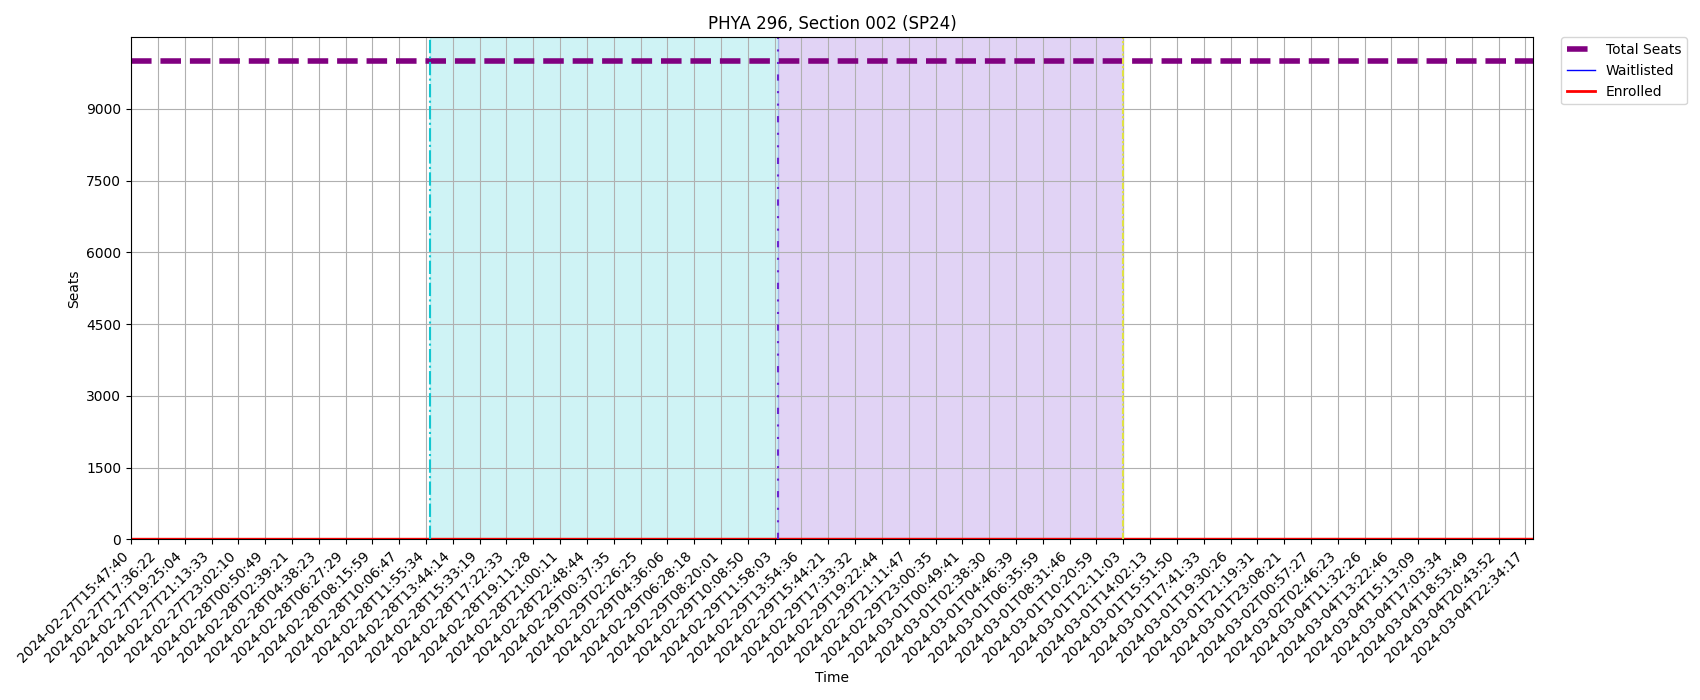 PHYA 296, Section 002 (SP24)
Total Seats
Waitlisted
Enrolled
Seats
9000
7500
6000
4500
3000
1500
0
2024-02-27T15:47:40
2024-02-27T17:36:22
2024-02-27T19:25:04
2024-02-27T21:13:33
2024-02-27T23:02:10
2024-02-28T00:50:49
2024-02-28T02:39:21
2024-02-28T04:38:23
2024-02-28T06:27:29
2024-02-28T08:15:59
2024-02-28T10:06:47
2024-02-28T11:55:34
2024-02-28T13:44:14
2024-02-28T15:33:19
2024-02-28T17:22:33
2024-02-28T19:11:28
2024-02-28T21:00:11
2024-02-28T22:48:44
2024-02-29T00:37:35
2024-02-29T02:26:25
2024-02-29T04:36:06
2024-02-29T06:28:18
2024-02-29T08:20:01
2024-02-29T10:08:50
2024-02-29T11:58:03
2024-02-29T13:54:36
2024-02-29T15:44:21
2024-02-29T17:33:32
2024-02-29T19:22:44
2024-02-29T21:11:47
2024-02-29T23:00:35
2024-03-01T00:49:41
2024-03-01T02:38:30
2024-03-01T04:46:39
2024-03-01T06:35:59
2024-03-01T08:31:46
2024-03-01T10:20:59
2024-03-01T12:11:03
2024-03-01T14:02:13
2024-03-01T15:51:50
2024-03-01T17:41:33
2024-03-01T19:30:26
2024-03-01T21:19:31
2024-03-01T23:08:21
2024-03-02T00:57:27
2024-03-02T02:46:23
2024-03-04T11:32:26
2024-03-04T13:22:46
2024-03-04T15:13:09
2024-03-04T17:03:34
2024-03-04T18:53:49
2024-03-04T20:43:52
2024-03-04T22:34:17
Time